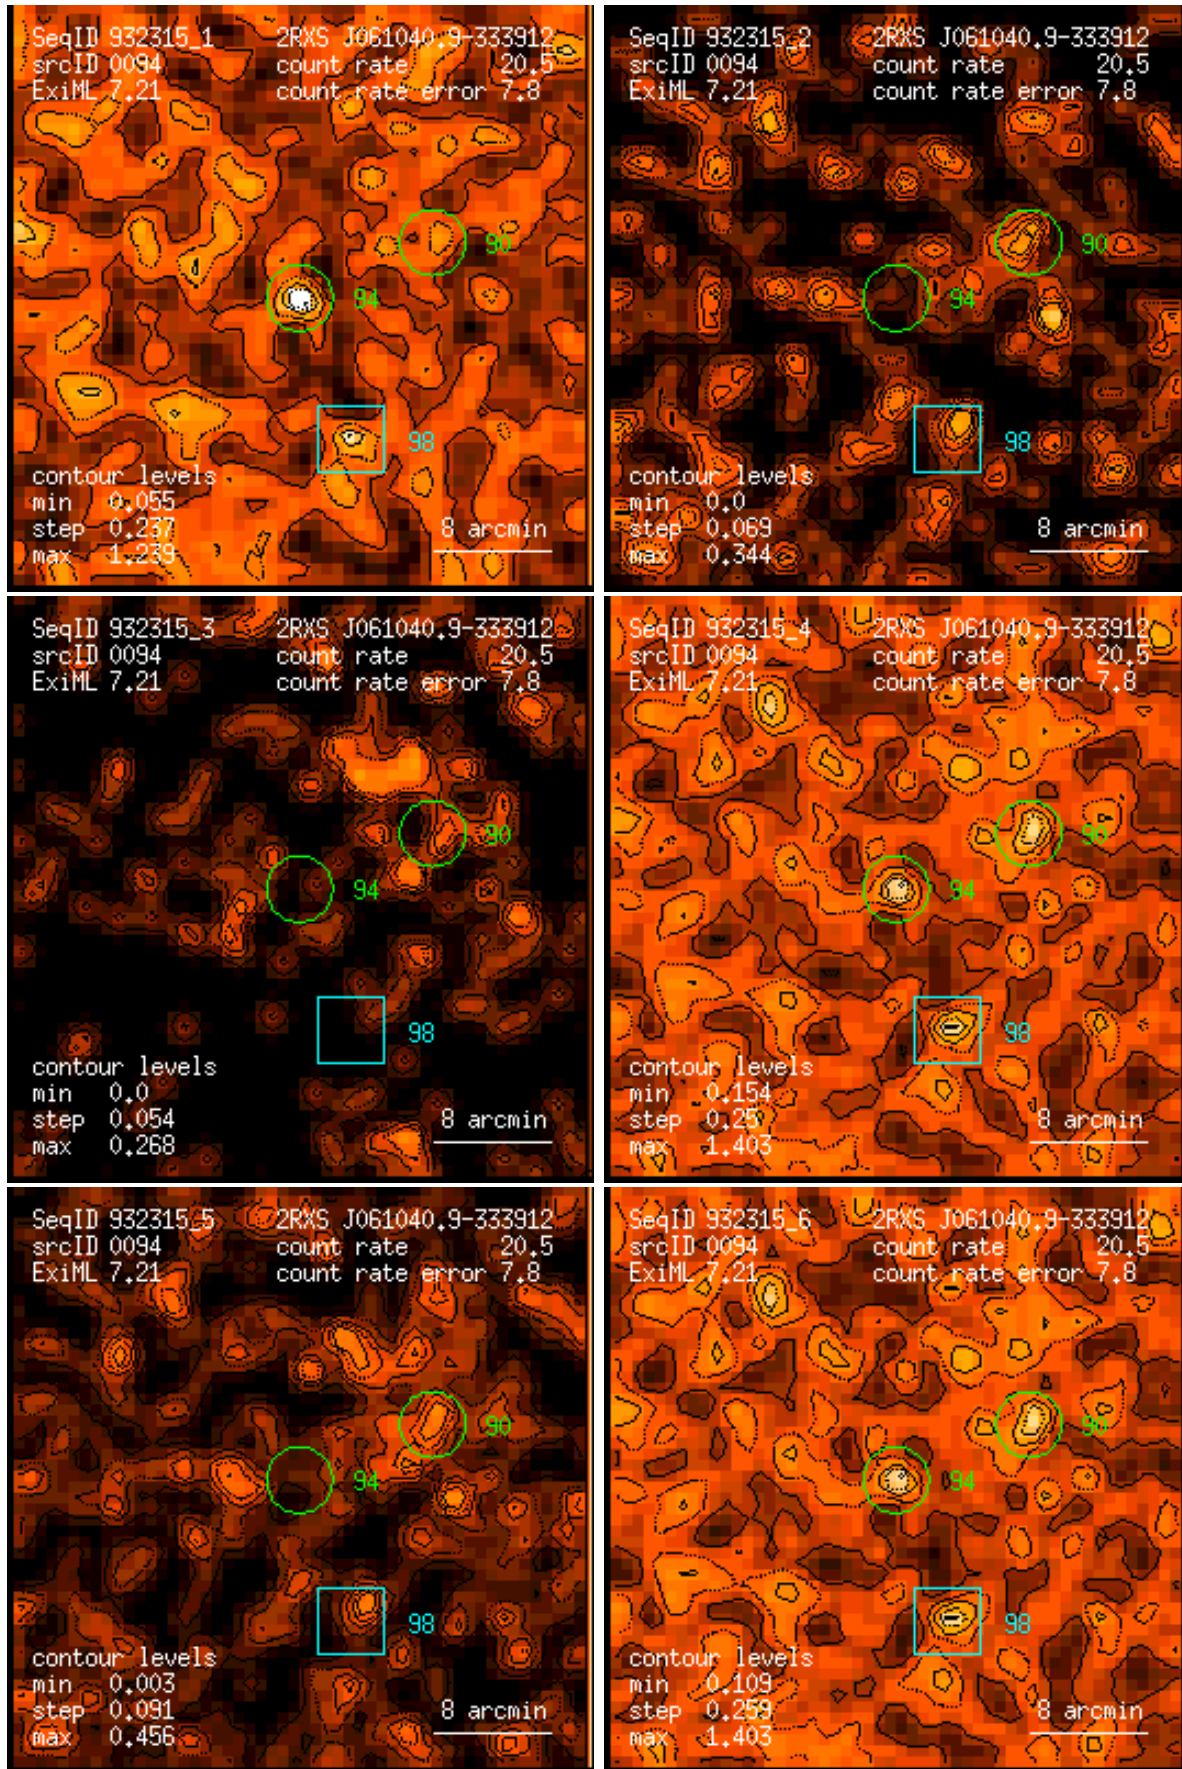 SeqID 932315_1 2RXS J061040.9-333912
srcID 0094 count rate 20.5
ExiML 7.21 count rate error 7.8
90
94
98
contour levels
min 0.055
step 0.237 8 arcmin
max 1.239
SeqID 932315_2 2RXS J061040.9-333912
srcID 0094 count rate 20.5
ExiML 7.21 count rate error 7.8
90
94
98
contour levels
min 0.0
step 0.069 8 arcmin
max 0.344
SeqID 932315_3 2RXS J061040.9-333912
srcID 0094 count rate 20.5
ExiML 7.21 count rate error 7.8
90
94
98
contour levels
min 0.0
step 0.054 8 arcmin
max 0.268
SeqID 932315_4 2RXS J061040.9-333912
srcID 0094 count rate 20.5
ExiML 7.21 count rate error 7.8
90
94
98
contour levels
min 0.154
step 0.25 8 arcmin
max 1.403
SeqID 932315_5 2RXS J061040.9-333912
srcID 0094 count rate 20.5
ExiML 7.21 count rate error 7.8
90
94
98
contour levels
min 0.003
step 0.091 8 arcmin
max 0.456
SeqID 932315_6 2RXS J061040.9-333912
srcID 0094 count rate 20.5
ExiML 7.21 count rate error 7.8
90
94
98
contour levels
min 0.109
step 0.259 8 arcmin
max 1.403